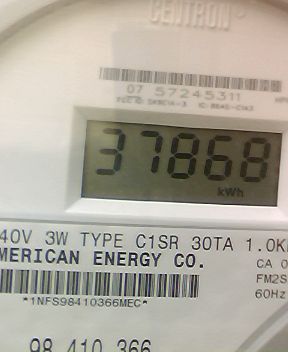 CENTRON
07 57245311
37868
kWh
40V 3W TYPE C1SR 30TA 1.0K
MERICAN ENERGY CO.
CA 0
FM2S
60Hz
*1NFS98410366MEC*
98 410 366